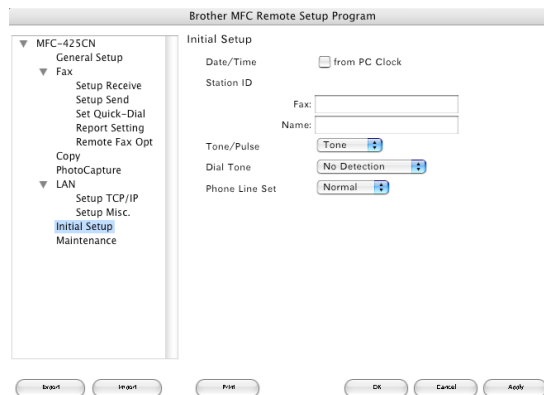 Brother MFC Remote Setup Program
MFC-425CN
General Setup
Fax
Setup Receive
Setup Send
Set Quick-Dial
Report Setting
Remote Fax Opt
Copy
PhotoCapture
LAN
Setup TCP/IP
Setup Misc.
Initial Setup
Maintenance
Initial Setup
Date/Time from PC Clock
Station ID
Fax:
Name:
Tone/Pulse Tone
Dial Tone No Detection
Phone Line Set Normal
Export Import Print OK Cancel Apply